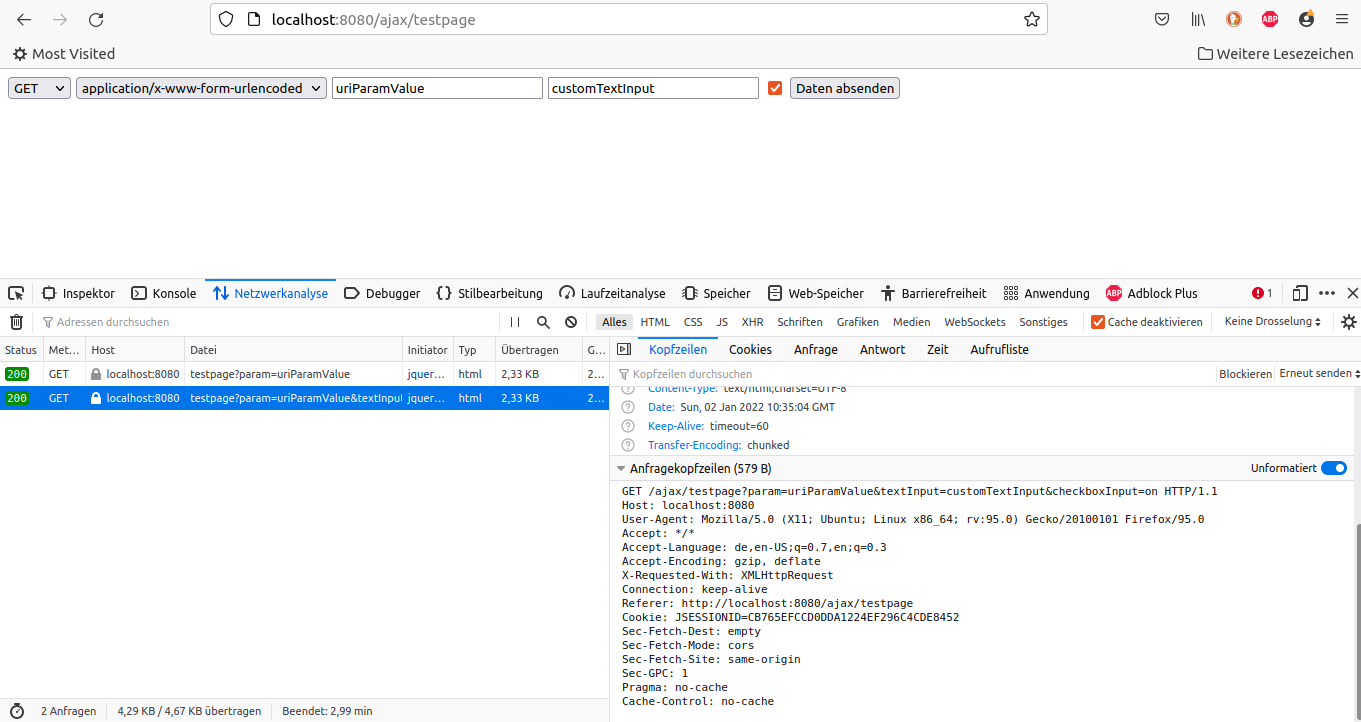 localhost:8080/ajax/testpage
ABP
Most Visited
Weitere Lesezeichen
GET application/x-www-form-urlencoded uriParamValue customTextInput Daten absenden
Inspektor Konsole Netzwerkanalyse Debugger Stilbearbeitung Laufzeitanalyse Speicher Web-Speicher Barrierefreiheit Anwendung ABP Adblock Plus 1
Adressen durchsuchen Alles HTML CSS JS XHR Schriften Grafiken Medien WebSockets Sonstiges Cache deaktivieren Keine Drosselung
Status Met... Host Datei Initiator Typ Übertragen G...
200 GET localhost:8080 testpage?param=uriParamValue jquer... html 2,33 KB 2...
200 GET localhost:8080 testpage?param=uriParamValue&textInput jquer... html 2,33 KB 2...
Kopfzeilen Cookies Anfrage Antwort Zeit Aufrufliste
Kopfzeilen durchsuchen Blockieren Erneut senden
Content-Type: text/html;charset=UTF-8
Date: Sun, 02 Jan 2022 10:35:04 GMT
Keep-Alive: timeout=60
Transfer-Encoding: chunked
Anfragekopfzeilen (579 B) Unformatiert
GET /ajax/testpage?param=uriParamValue&textInput=customTextInput&checkboxInput=on HTTP/1.1
Host: localhost:8080
User-Agent: Mozilla/5.0 (X11; Ubuntu; Linux x86_64; rv:95.0) Gecko/20100101 Firefox/95.0
Accept: */*
Accept-Language: de,en-US;q=0.7,en;q=0.3
Accept-Encoding: gzip, deflate
X-Requested-With: XMLHttpRequest
Connection: keep-alive
Referer: http://localhost:8080/ajax/testpage
Cookie: JSESSIONID=CB765EFCCD0DDA1224EF296C4CDE8452
Sec-Fetch-Dest: empty
Sec-Fetch-Mode: cors
Sec-Fetch-Site: same-origin
Sec-GPC: 1
Pragma: no-cache
Cache-Control: no-cache
2 Anfragen 4,29 KB / 4,67 KB übertragen Beendet: 2,99 min